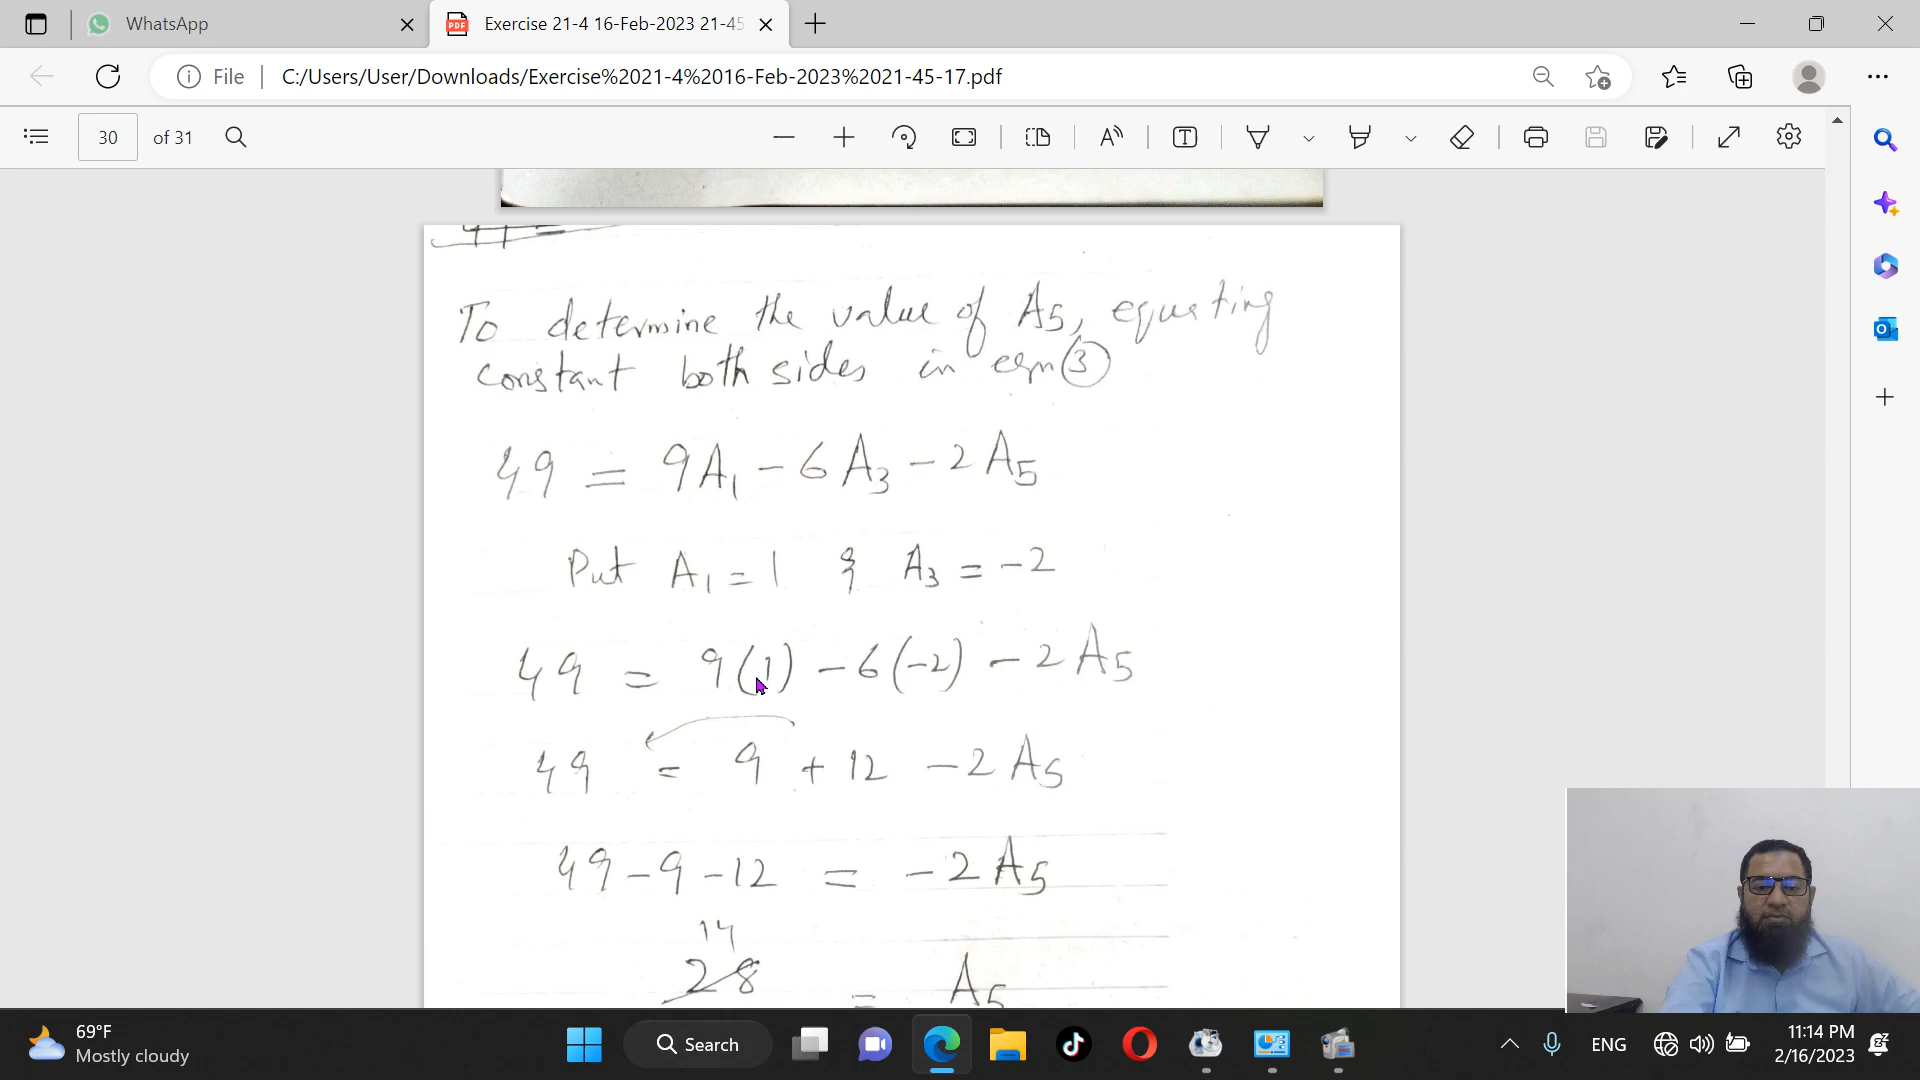 WhatsApp
Exercise 21-4 16-Feb-2023 21-45
File
C:/Users/User/Downloads/Exercise%2021-4%2016-Feb-2023%2021-45-17.pdf
30 of 31
To determine the value of A5, equating
constant both sides in eqn (3)
49 = 9A1 - 6A3 - 2A5
Put A1 = 1 & A3 = -2
49 = 9(1) - 6(-2) - 2A5
49 = 9 + 12 - 2A5
49 - 9 - 12 = -2A5
14
28 = A5
69°F
Mostly cloudy
Search
ENG
11:14 PM
2/16/2023